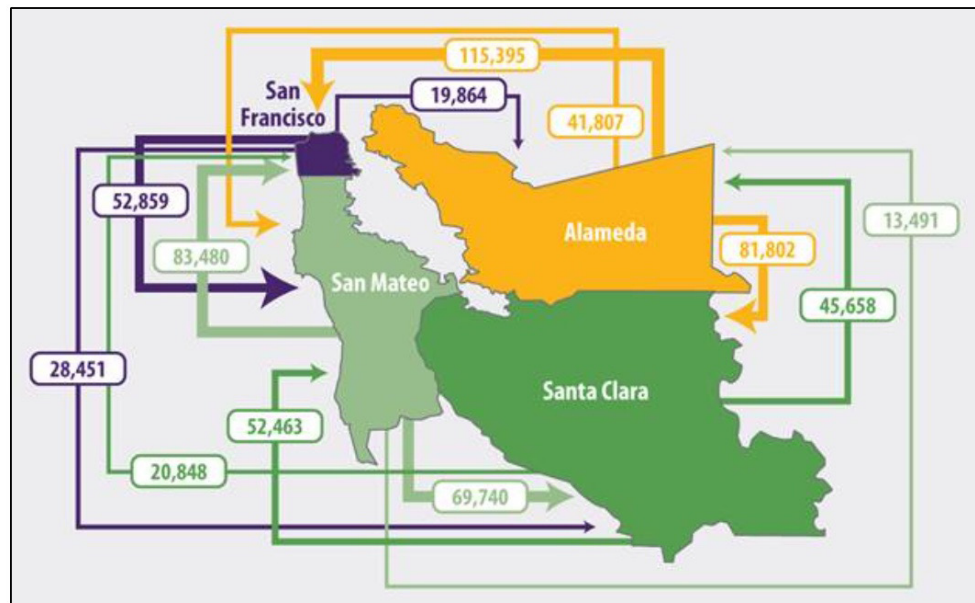 115,395
San
Francisco
19,864
41,807
52,859
13,491
Alameda
81,802
83,480
San Mateo
45,658
28,451
Santa Clara
52,463
20,848
69,740